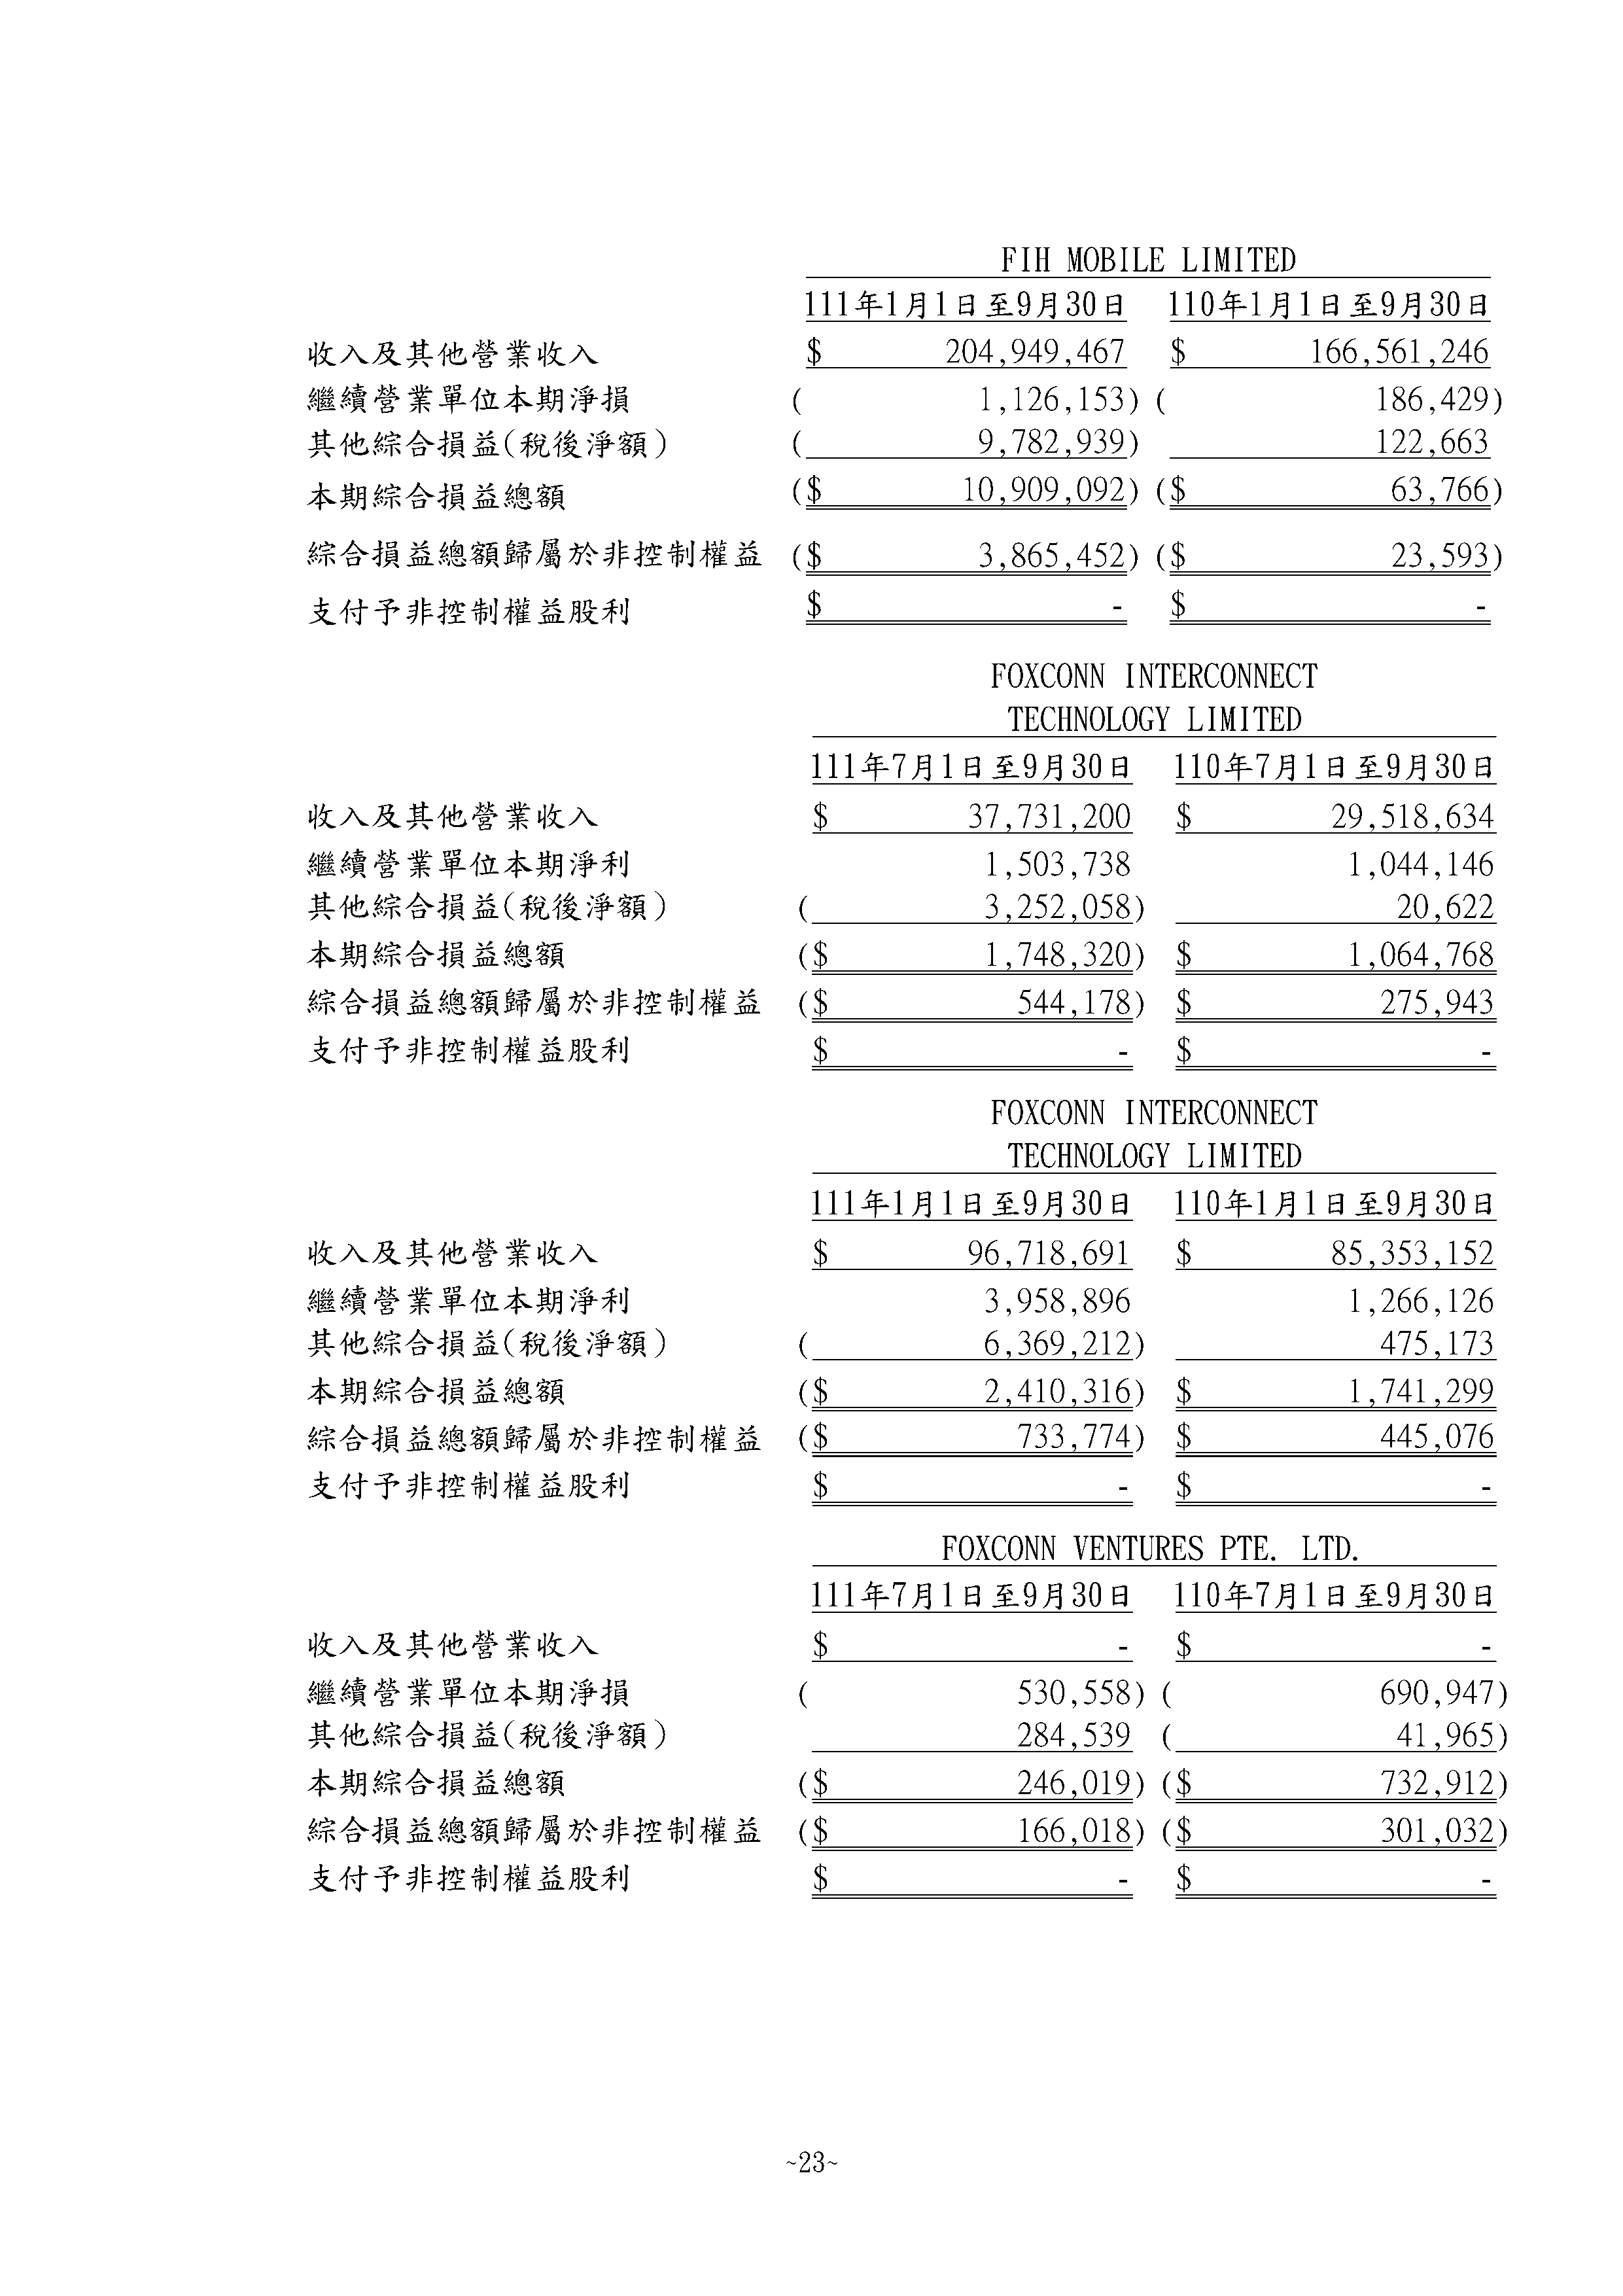 FIH MOBILE LIMITED
111年1月1日至9月30日 110年1月1日至9月30日
收入及其他營業收入 $ 204,949,467 $ 166,561,246
繼續營業單位本期淨損 ( 1,126,153) ( 186,429)
其他綜合損益(稅後淨額) ( 9,782,939) 122,663
本期綜合損益總額 ($ 10,909,092) ($ 63,766)
綜合損益總額歸屬於非控制權益 ($ 3,865,452) ($ 23,593)
支付予非控制權益股利 $ - $ -
FOXCONN INTERCONNECT
TECHNOLOGY LIMITED
111年7月1日至9月30日 110年7月1日至9月30日
收入及其他營業收入 $ 37,731,200 $ 29,518,634
繼續營業單位本期淨利 1,503,738 1,044,146
其他綜合損益(稅後淨額) ( 3,252,058) 20,622
本期綜合損益總額 ($ 1,748,320) $ 1,064,768
綜合損益總額歸屬於非控制權益 ($ 544,178) $ 275,943
支付予非控制權益股利 $ - $ -
FOXCONN INTERCONNECT
TECHNOLOGY LIMITED
111年1月1日至9月30日 110年1月1日至9月30日
收入及其他營業收入 $ 96,718,691 $ 85,353,152
繼續營業單位本期淨利 3,958,896 1,266,126
其他綜合損益(稅後淨額) ( 6,369,212) 475,173
本期綜合損益總額 ($ 2,410,316) $ 1,741,299
綜合損益總額歸屬於非控制權益 ($ 733,774) $ 445,076
支付予非控制權益股利 $ - $ -
FOXCONN VENTURES PTE. LTD.
111年7月1日至9月30日 110年7月1日至9月30日
收入及其他營業收入 $ - $ -
繼續營業單位本期淨損 ( 530,558) ( 690,947)
其他綜合損益(稅後淨額) 284,539 ( 41,965)
本期綜合損益總額 ($ 246,019) ($ 732,912)
綜合損益總額歸屬於非控制權益 ($ 166,018) ($ 301,032)
支付予非控制權益股利 $ - $ -
~23~